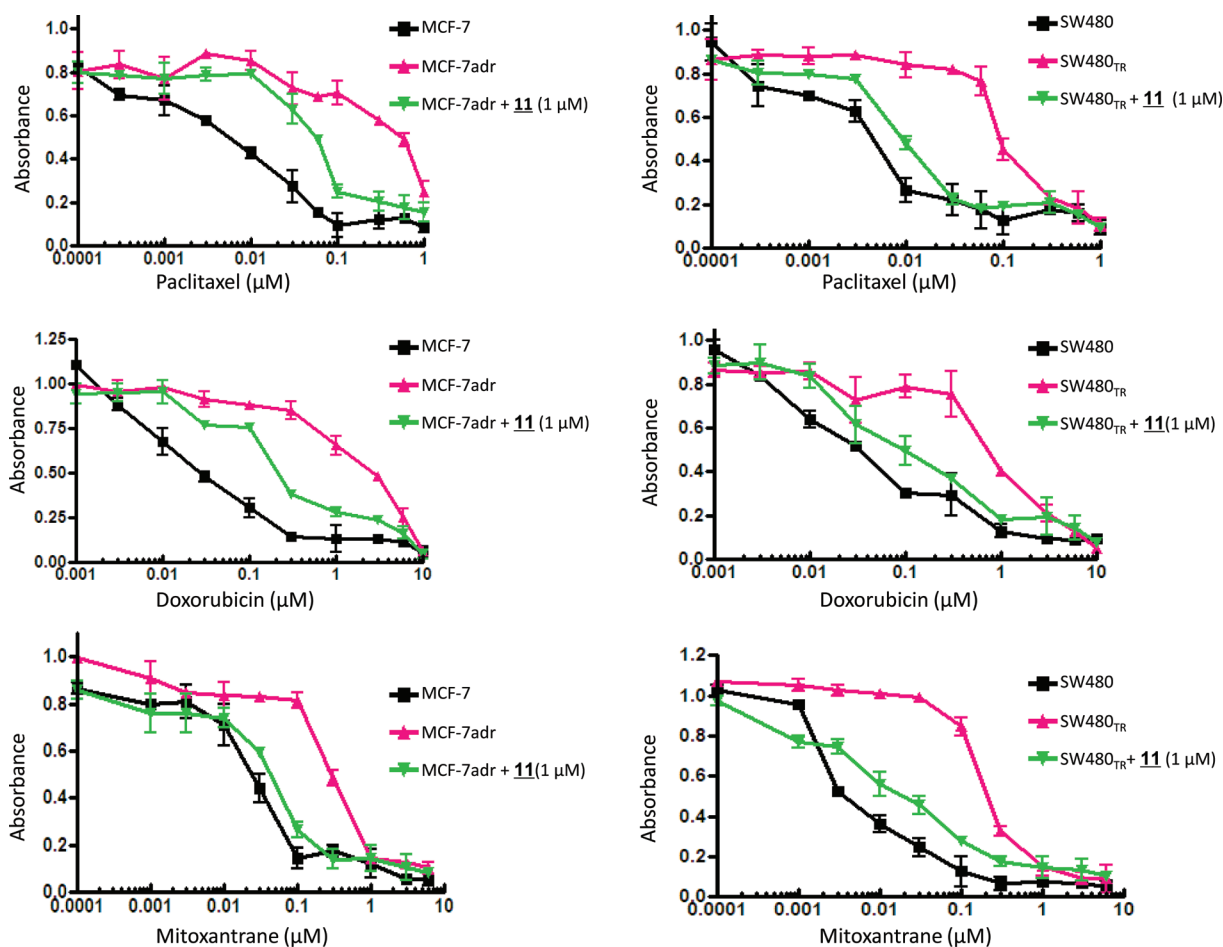 MCF-7
MCF-7adr
MCF-7adr + 11 (1 µM)
Absorbance
1.0
0.8
0.6
0.4
0.2
0.0
0.0001 0.001 0.01 0.1 1
Paclitaxel (µM)
SW480
SW480TR
SW480TR + 11 (1 µM)
Absorbance
1.0
0.8
0.6
0.4
0.2
0.0
0.0001 0.001 0.01 0.1 1
Paclitaxel (µM)
MCF-7
MCF-7adr
MCF-7adr + 11 (1 µM)
Absorbance
1.25
1.00
0.75
0.50
0.25
0.00
0.001 0.01 0.1 1 10
Doxorubicin (µM)
SW480
SW480TR
SW480TR + 11(1 µM)
Absorbance
1.0
0.8
0.6
0.4
0.2
0.0
0.001 0.01 0.1 1 10
Doxorubicin (µM)
MCF-7
MCF-7adr
MCF-7adr + 11(1 µM)
Absorbance
1.0
0.8
0.6
0.4
0.2
0.0
0.0001 0.001 0.01 0.1 1 10
Mitoxantrane (µM)
SW480
SW480TR
SW480TR+ 11 (1 µM)
Absorbance
1.2
1.0
0.8
0.6
0.4
0.2
0.0
0.0001 0.001 0.01 0.1 1 10
Mitoxantrane (µM)